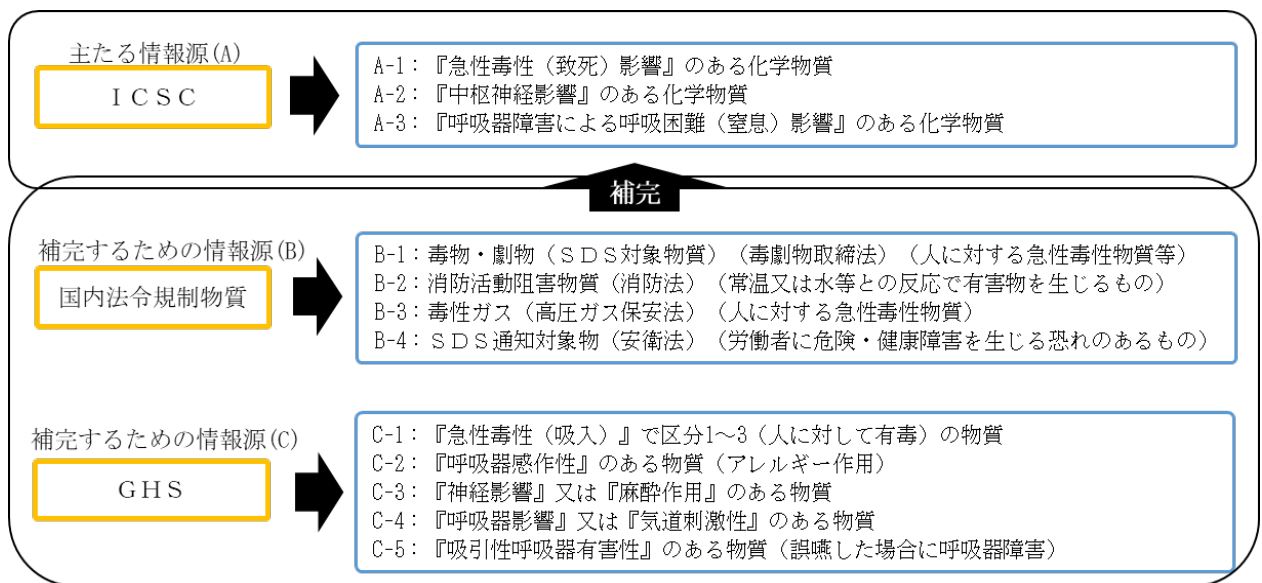 主たる情報源(A)
ＩＣＳＣ
A-1：『急性毒性（致死）影響』のある化学物質
A-2：『中枢神経影響』のある化学物質
A-3：『呼吸器障害による呼吸困難（窒息）影響』のある化学物質
補完
補完するための情報源(B)
国内法令規制物質
B-1：毒物・劇物（ＳＤＳ対象物質）（毒劇物取締法）（人に対する急性毒性物質等）
B-2：消防活動阻害物質（消防法）（常温又は水等との反応で有害物を生じるもの）
B-3：毒性ガス（高圧ガス保安法）（人に対する急性毒性物質）
B-4：ＳＤＳ通知対象物（安衛法）（労働者に危険・健康障害を生じる恐れのあるもの）
補完するための情報源(C)
ＧＨＳ
C-1：『急性毒性（吸入）』で区分1～3（人に対して有毒）の物質
C-2：『呼吸器感作性』のある物質（アレルギー作用）
C-3：『神経影響』又は『麻酔作用』のある物質
C-4：『呼吸器影響』又は『気道刺激性』のある物質
C-5：『吸引性呼吸器有害性』のある物質（誤嚥した場合に呼吸器障害）